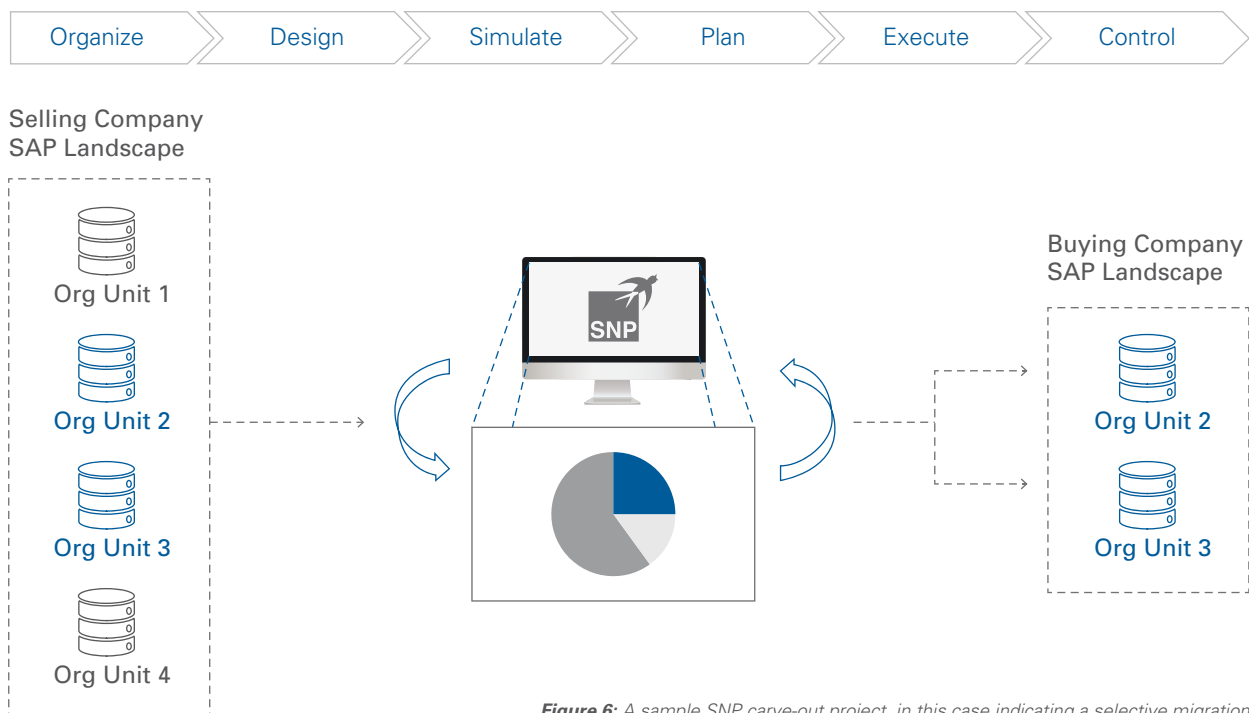 Organize
Design
Simulate
Plan
Execute
Control
Selling Company
SAP Landscape
Org Unit 1
Org Unit 2
Org Unit 3
Org Unit 4
SNP
Buying Company
SAP Landscape
Org Unit 2
Org Unit 3
Figure 6: A sample SNP carve-out project, in this case indicating a selective migration